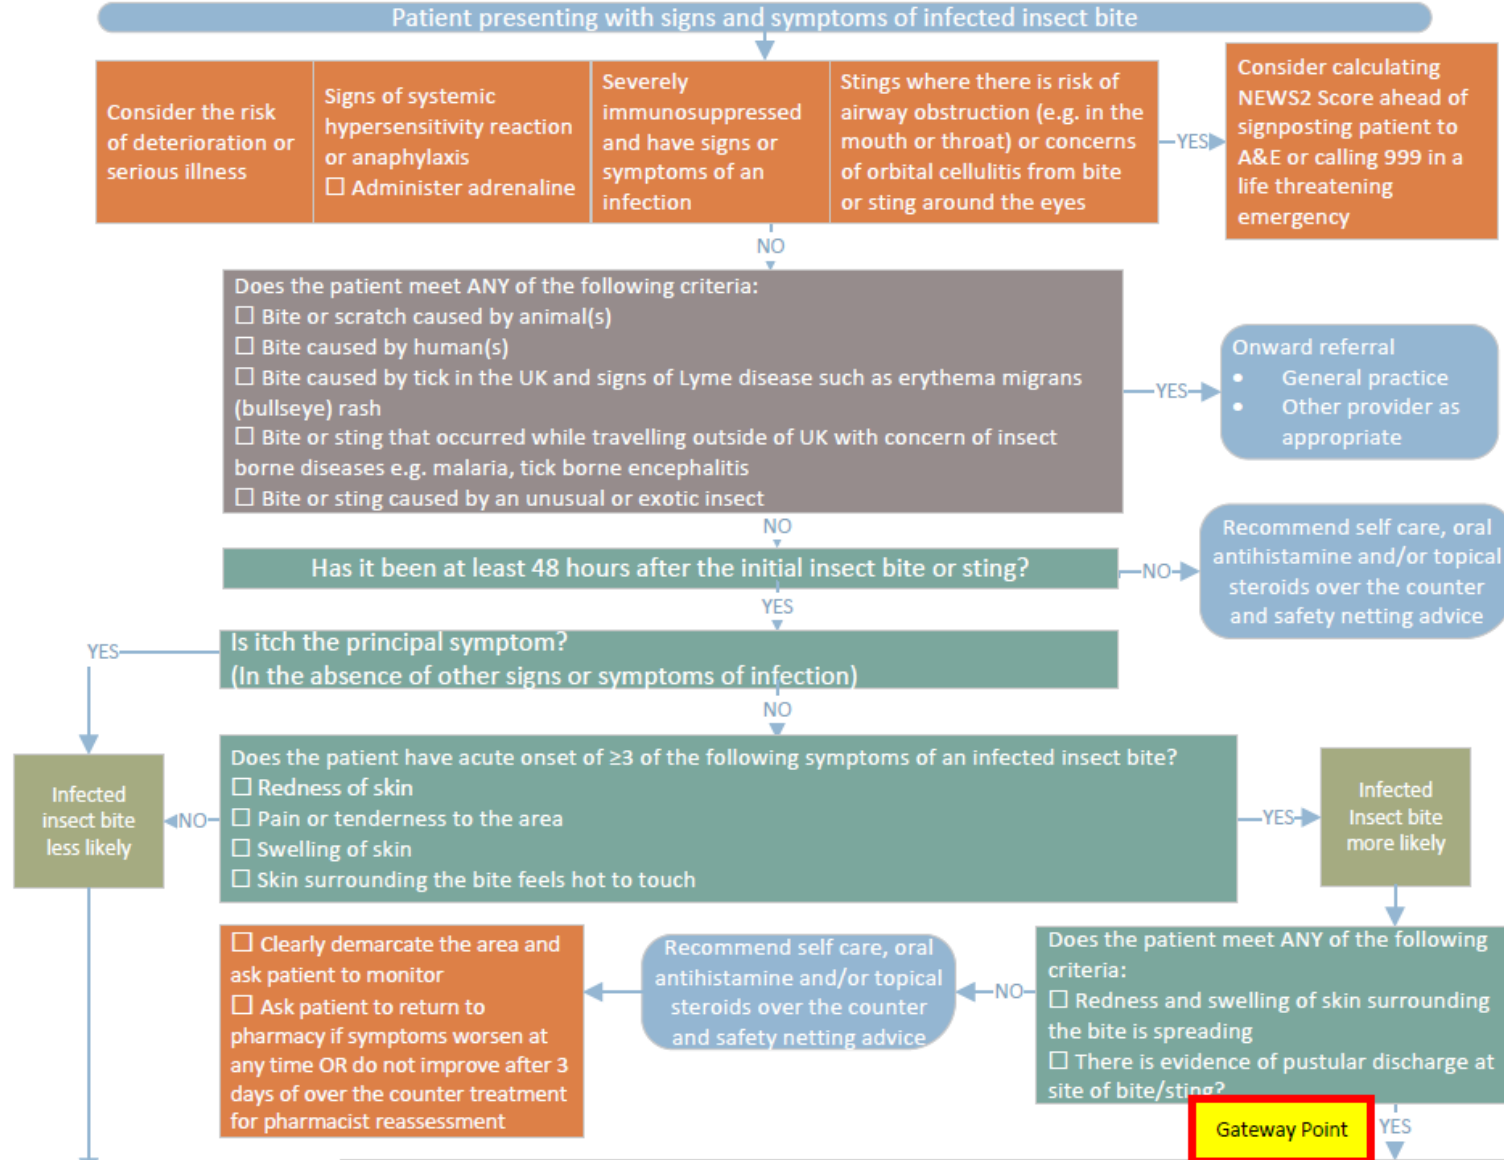 Patient presenting with signs and symptoms of infected insect bite
Consider the risk
of deterioration or
serious illness
Signs of systemic
hypersensitivity reaction
or anaphylaxis
☐ Administer adrenaline
Severely
immunosuppressed
and have signs or
symptoms of an
infection
Stings where there is risk of
airway obstruction (e.g. in the
mouth or throat) or concerns
of orbital cellulitis from bite
or sting around the eyes
YES
Consider calculating
NEWS2 Score ahead of
signposting patient to
A&E or calling 999 in a
life threatening
emergency
NO
Does the patient meet ANY of the following criteria:
☐ Bite or scratch caused by animal(s)
☐ Bite caused by human(s)
☐ Bite caused by tick in the UK and signs of Lyme disease such as erythema migrans
(bullseye) rash
☐ Bite or sting that occurred while travelling outside of UK with concern of insect
borne diseases e.g. malaria, tick borne encephalitis
☐ Bite or sting caused by an unusual or exotic insect
YES
Onward referral
• General practice
• Other provider as
appropriate
NO
Has it been at least 48 hours after the initial insect bite or sting?
NO
Recommend self care, oral
antihistamine and/or topical
steroids over the counter
and safety netting advice
YES
Is itch the principal symptom?
(In the absence of other signs or symptoms of infection)
YES
NO
Does the patient have acute onset of ≥3 of the following symptoms of an infected insect bite?
☐ Redness of skin
☐ Pain or tenderness to the area
☐ Swelling of skin
☐ Skin surrounding the bite feels hot to touch
NO
Infected
insect bite
less likely
YES
Infected
Insect bite
more likely
Does the patient meet ANY of the following
criteria:
☐ Redness and swelling of skin surrounding
the bite is spreading
☐ There is evidence of pustular discharge at
site of bite/sting?
NO
Recommend self care, oral
antihistamine and/or topical
steroids over the counter
and safety netting advice
☐ Clearly demarcate the area and
ask patient to monitor
☐ Ask patient to return to
pharmacy if symptoms worsen at
any time OR do not improve after 3
days of over the counter treatment
for pharmacist reassessment
Gateway Point
YES